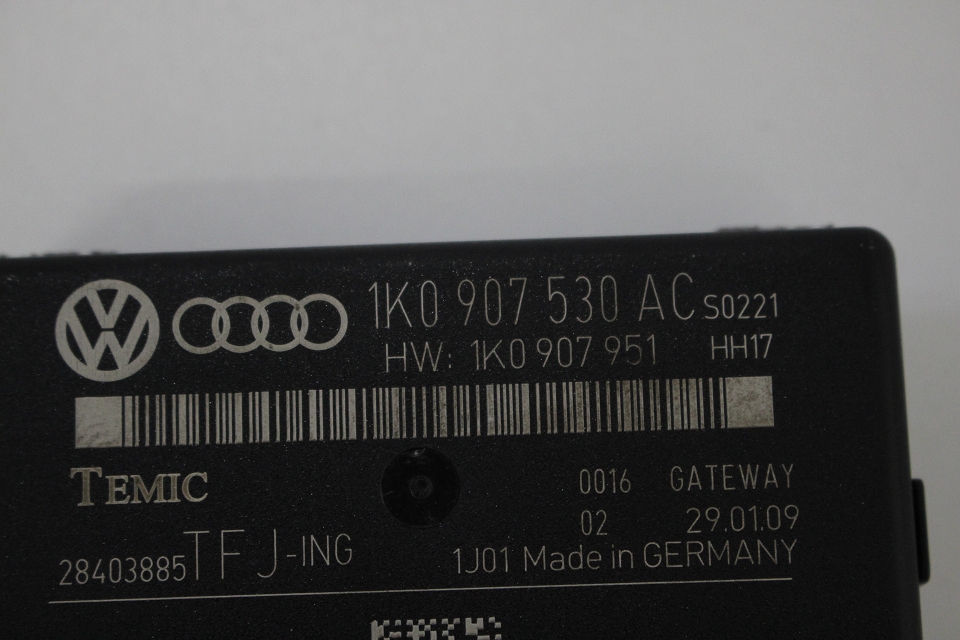 1K0 907 530 AC S0221
HW: 1K0 907 951 HH17
TEMIC
0016 GATEWAY
02 29.01.09
28403885TFJ-ING
1J01 Made in GERMANY